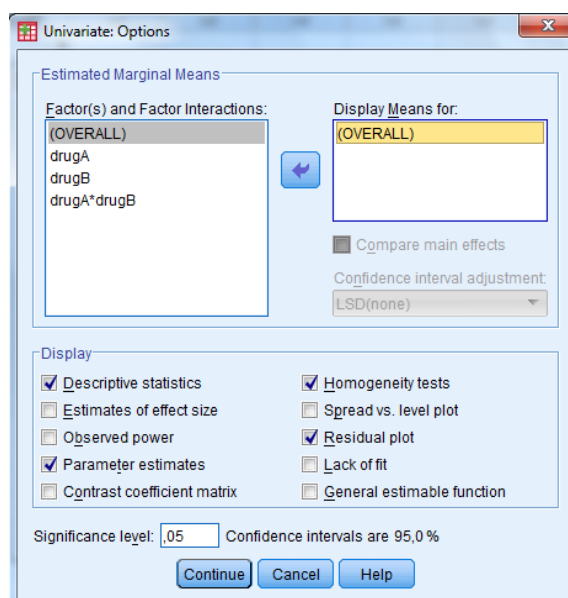 Univariate: Options
Estimated Marginal Means
Factor(s) and Factor Interactions:
(OVERALL)
drugA
drugB
drugA*drugB
Display Means for:
(OVERALL)
Compare main effects
Confidence interval adjustment:
LSD(none)
Display
Descriptive statistics
Estimates of effect size
Observed power
Parameter estimates
Contrast coefficient matrix
Homogeneity tests
Spread vs. level plot
Residual plot
Lack of fit
General estimable function
Significance level: ,05 Confidence intervals are 95,0 %
Continue Cancel Help